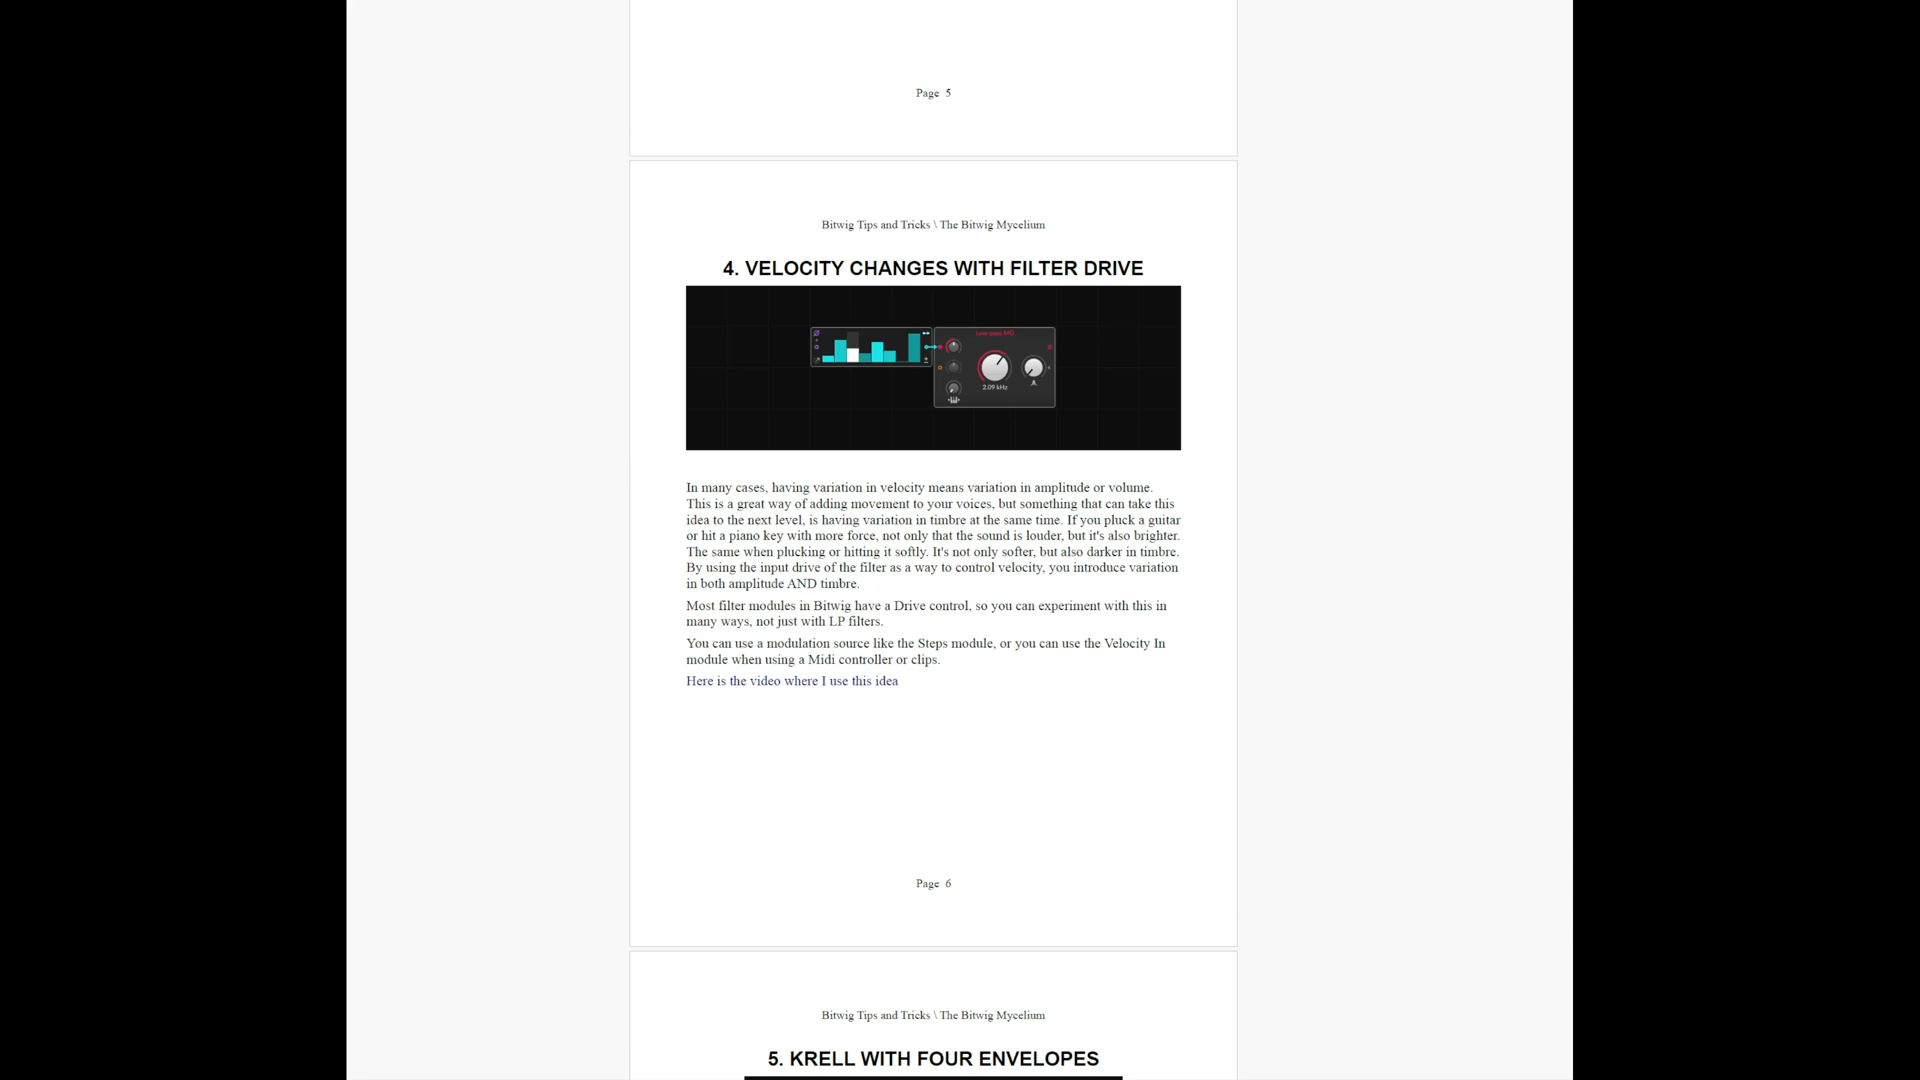 Page 5
Bitwig Tips and Tricks \ The Bitwig Mycelium
4. VELOCITY CHANGES WITH FILTER DRIVE
Low-pass MG
2.09 kHz
A
In many cases, having variation in velocity means variation in amplitude or volume.
This is a great way of adding movement to your voices, but something that can take this
idea to the next level, is having variation in timbre at the same time. If you pluck a guitar
or hit a piano key with more force, not only that the sound is louder, but it's also brighter.
The same when plucking or hitting it softly. It's not only softer, but also darker in timbre.
By using the input drive of the filter as a way to control velocity, you introduce variation
in both amplitude AND timbre.
Most filter modules in Bitwig have a Drive control, so you can experiment with this in
many ways, not just with LP filters.
You can use a modulation source like the Steps module, or you can use the Velocity In
module when using a Midi controller or clips.
Here is the video where I use this idea
Page 6
Bitwig Tips and Tricks \ The Bitwig Mycelium
5. KRELL WITH FOUR ENVELOPES